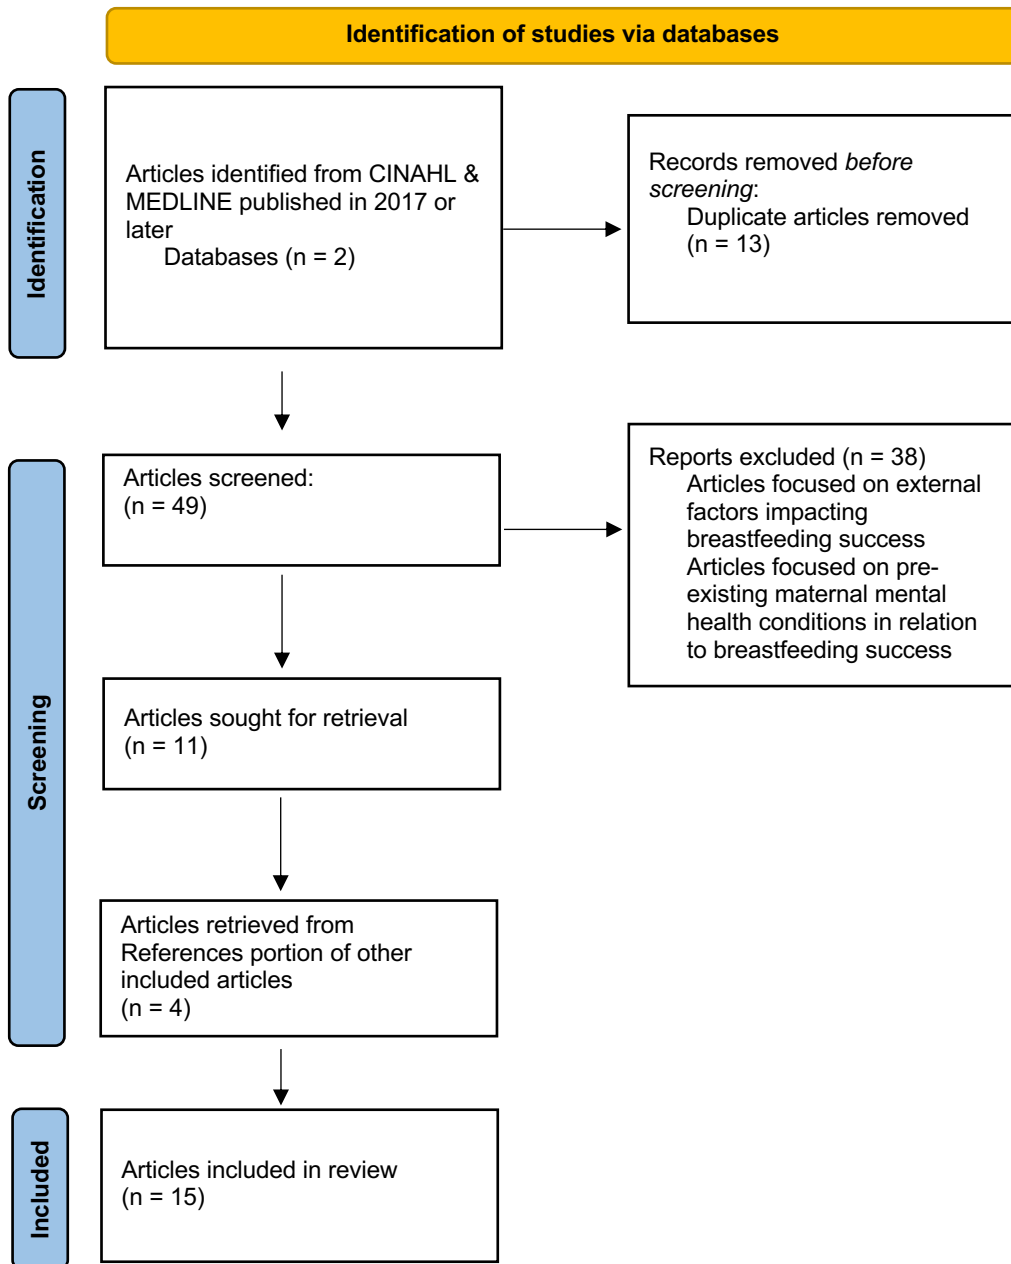 Identification of studies via databases
Identification
Articles identified from CINAHL &
MEDLINE published in 2017 or
later
Databases (n = 2)
Records removed before
screening:
Duplicate articles removed
(n = 13)
Screening
Articles screened:
(n = 49)
Reports excluded (n = 38)
Articles focused on external
factors impacting
breastfeeding success
Articles focused on pre-
existing maternal mental
health conditions in relation
to breastfeeding success
Articles sought for retrieval
(n = 11)
Articles retrieved from
References portion of other
included articles
(n = 4)
Included
Articles included in review
(n = 15)